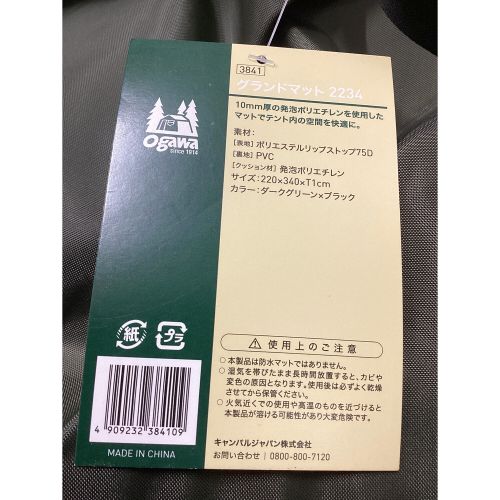 3841
グランドマット 2234
10mm厚の発泡ポリエチレンを使用した
マットでテント内の空間を快適に。
素材:
[表地] ポリエステルリップストップ75D
[裏地] PVC
[クッション材] 発泡ポリエチレン
サイズ:220×340×T1cm
カラー:ダークグリーン×ブラック
ogawa
Since 1914
紙
プラ
4 909232 384109
MADE IN CHINA
使用上のご注意
○ 本製品は防水マットではありません。
○ 湿気を帯びたまま長時間放置すると、カビや
変色の原因となります。使用後は必ずよく乾燥
させてから保管ください。
○ 火気近くでの使用や高温のものを近づけると
本製品が溶ける可能性があり大変危険です。
キャンパルジャパン株式会社
お問い合わせ | 0800-800-7120